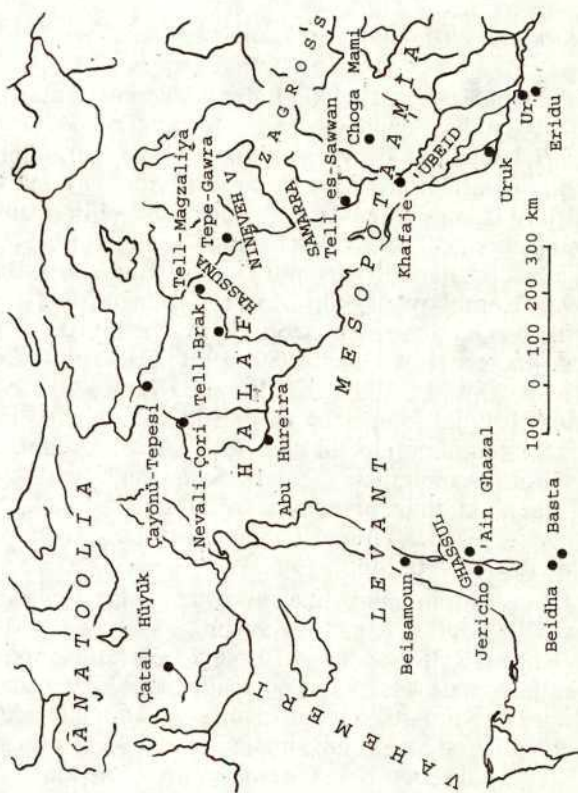 ANATOOLIA
Çatal Hüyük
Çayönü-Tepesi
Nevali-Çori
Tell-Brak
Tell-Magzaliya
Tepe-Gawra
HASSUNA
NINEVAH V
ZAGROS'S
HALAF
Abu Hureira
SAMARRA
Tell es-Sawwan
Choga Mami
MESOPOTAAMIA
Khafaje
'UBEID
Uruk
Ur
Eridu
VAHEMERI
LEVANT
Beisamoun
GHASSUL
'Ain Ghazal
Jericho
Beidha
Basta
100 0 100 200 300 km